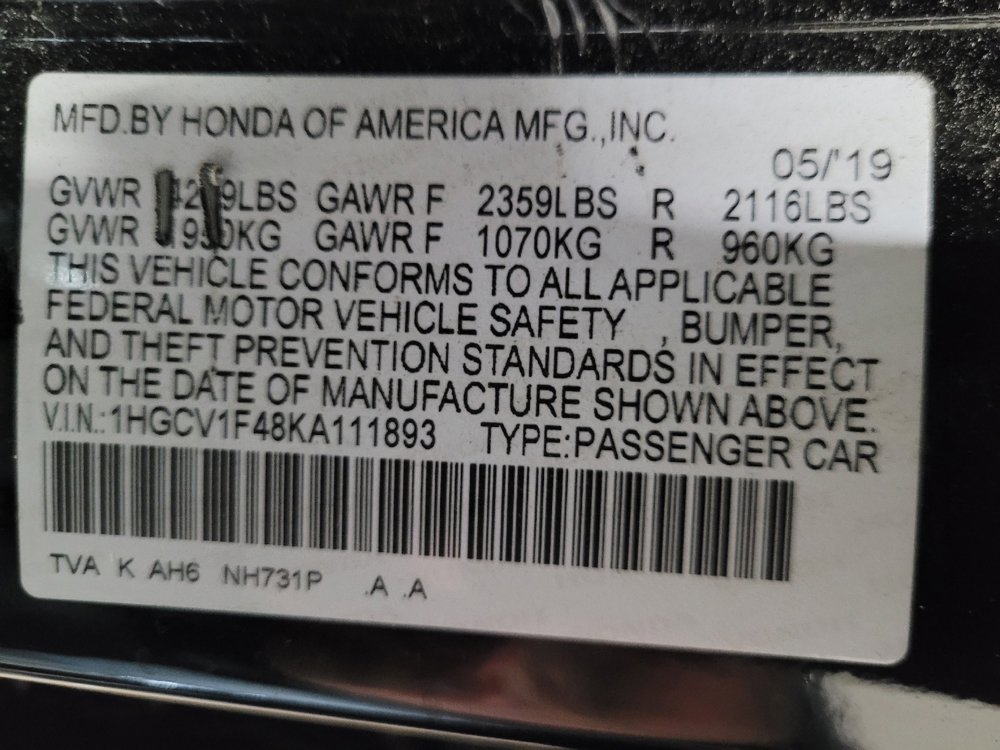 MFD.BY HONDA OF AMERICA MFG.,INC.
05/'19
GVWR GAWR F 2359LBS R 2116LBS
GVWR GAWR F 1070KG R 960KG
THIS VEHICLE CONFORMS TO ALL APPLICABLE
FEDERAL MOTOR VEHICLE SAFETY , BUMPER,
AND THEFT PREVENTION STANDARDS IN EFFECT
ON THE DATE OF MANUFACTURE SHOWN ABOVE.
V.I.N.:1HGCV1F48KA111893 TYPE:PASSENGER CAR
TVA K AH6 NH731P .A .A